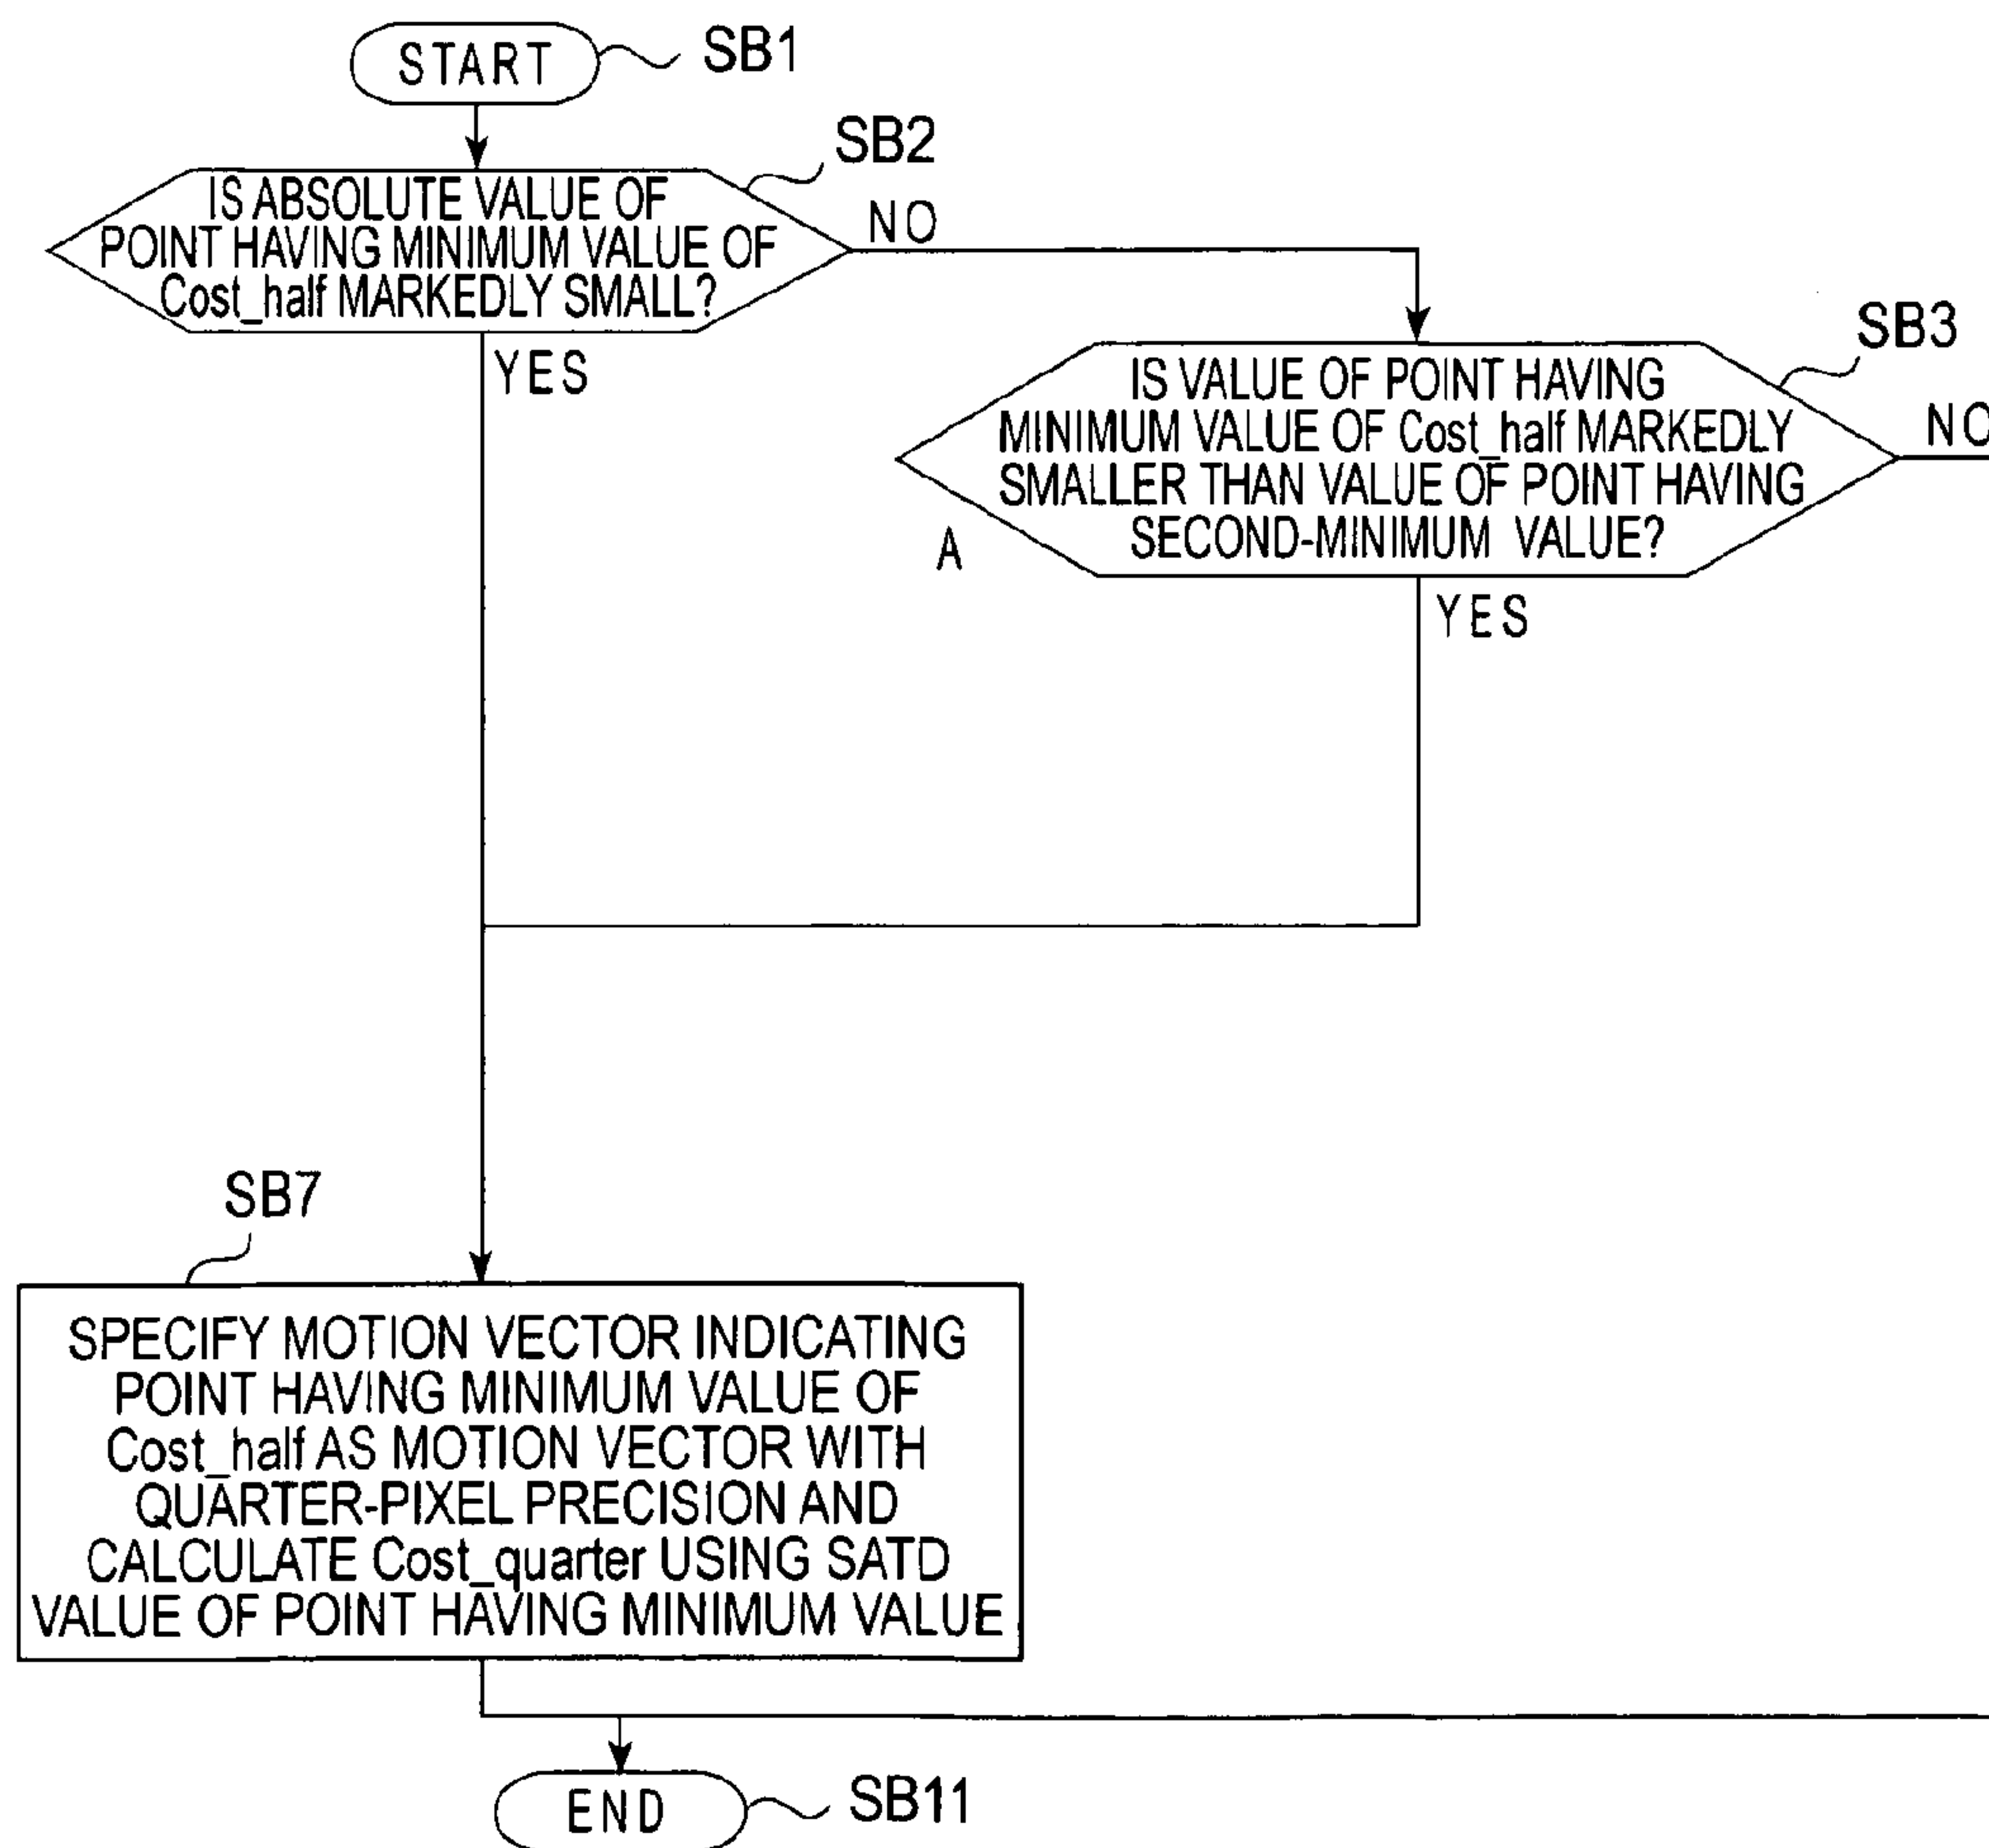 START
SB1
SB2
IS ABSOLUTE VALUE OF
POINT HAVING MINIMUM VALUE OF
Cost_half MARKEDLY SMALL?
NO
YES
SB3
IS VALUE OF POINT HAVING
MINIMUM VALUE OF Cost_half MARKEDLY
SMALLER THAN VALUE OF POINT HAVING
SECOND-MINIMUM VALUE?
NO
A
YES
SB7
SPECIFY MOTION VECTOR INDICATING
POINT HAVING MINIMUM VALUE OF
Cost_half AS MOTION VECTOR WITH
QUARTER-PIXEL PRECISION AND
CALCULATE Cost_quarter USING SATD
VALUE OF POINT HAVING MINIMUM VALUE
END
SB11